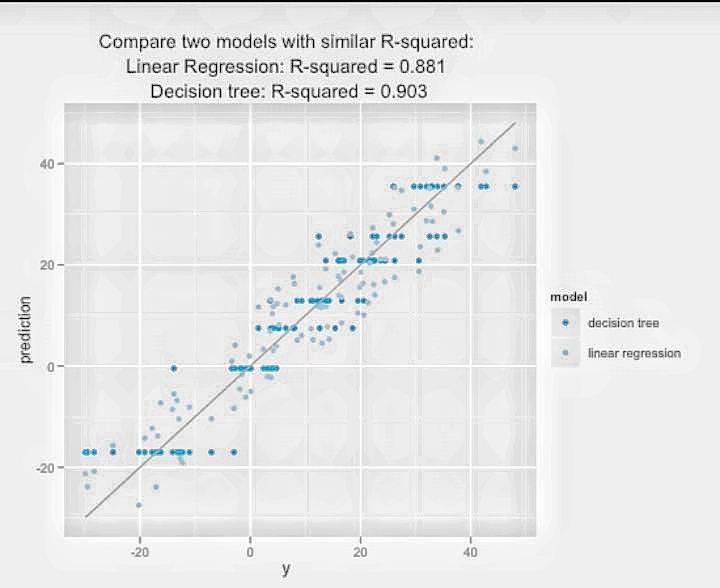 Compare two models with similar R-squared:
Linear Regression: R-squared = 0.881
Decision tree: R-squared = 0.903
40
20
0
-20
prediction
-20
0
20
40
y
model
decision tree
linear regression